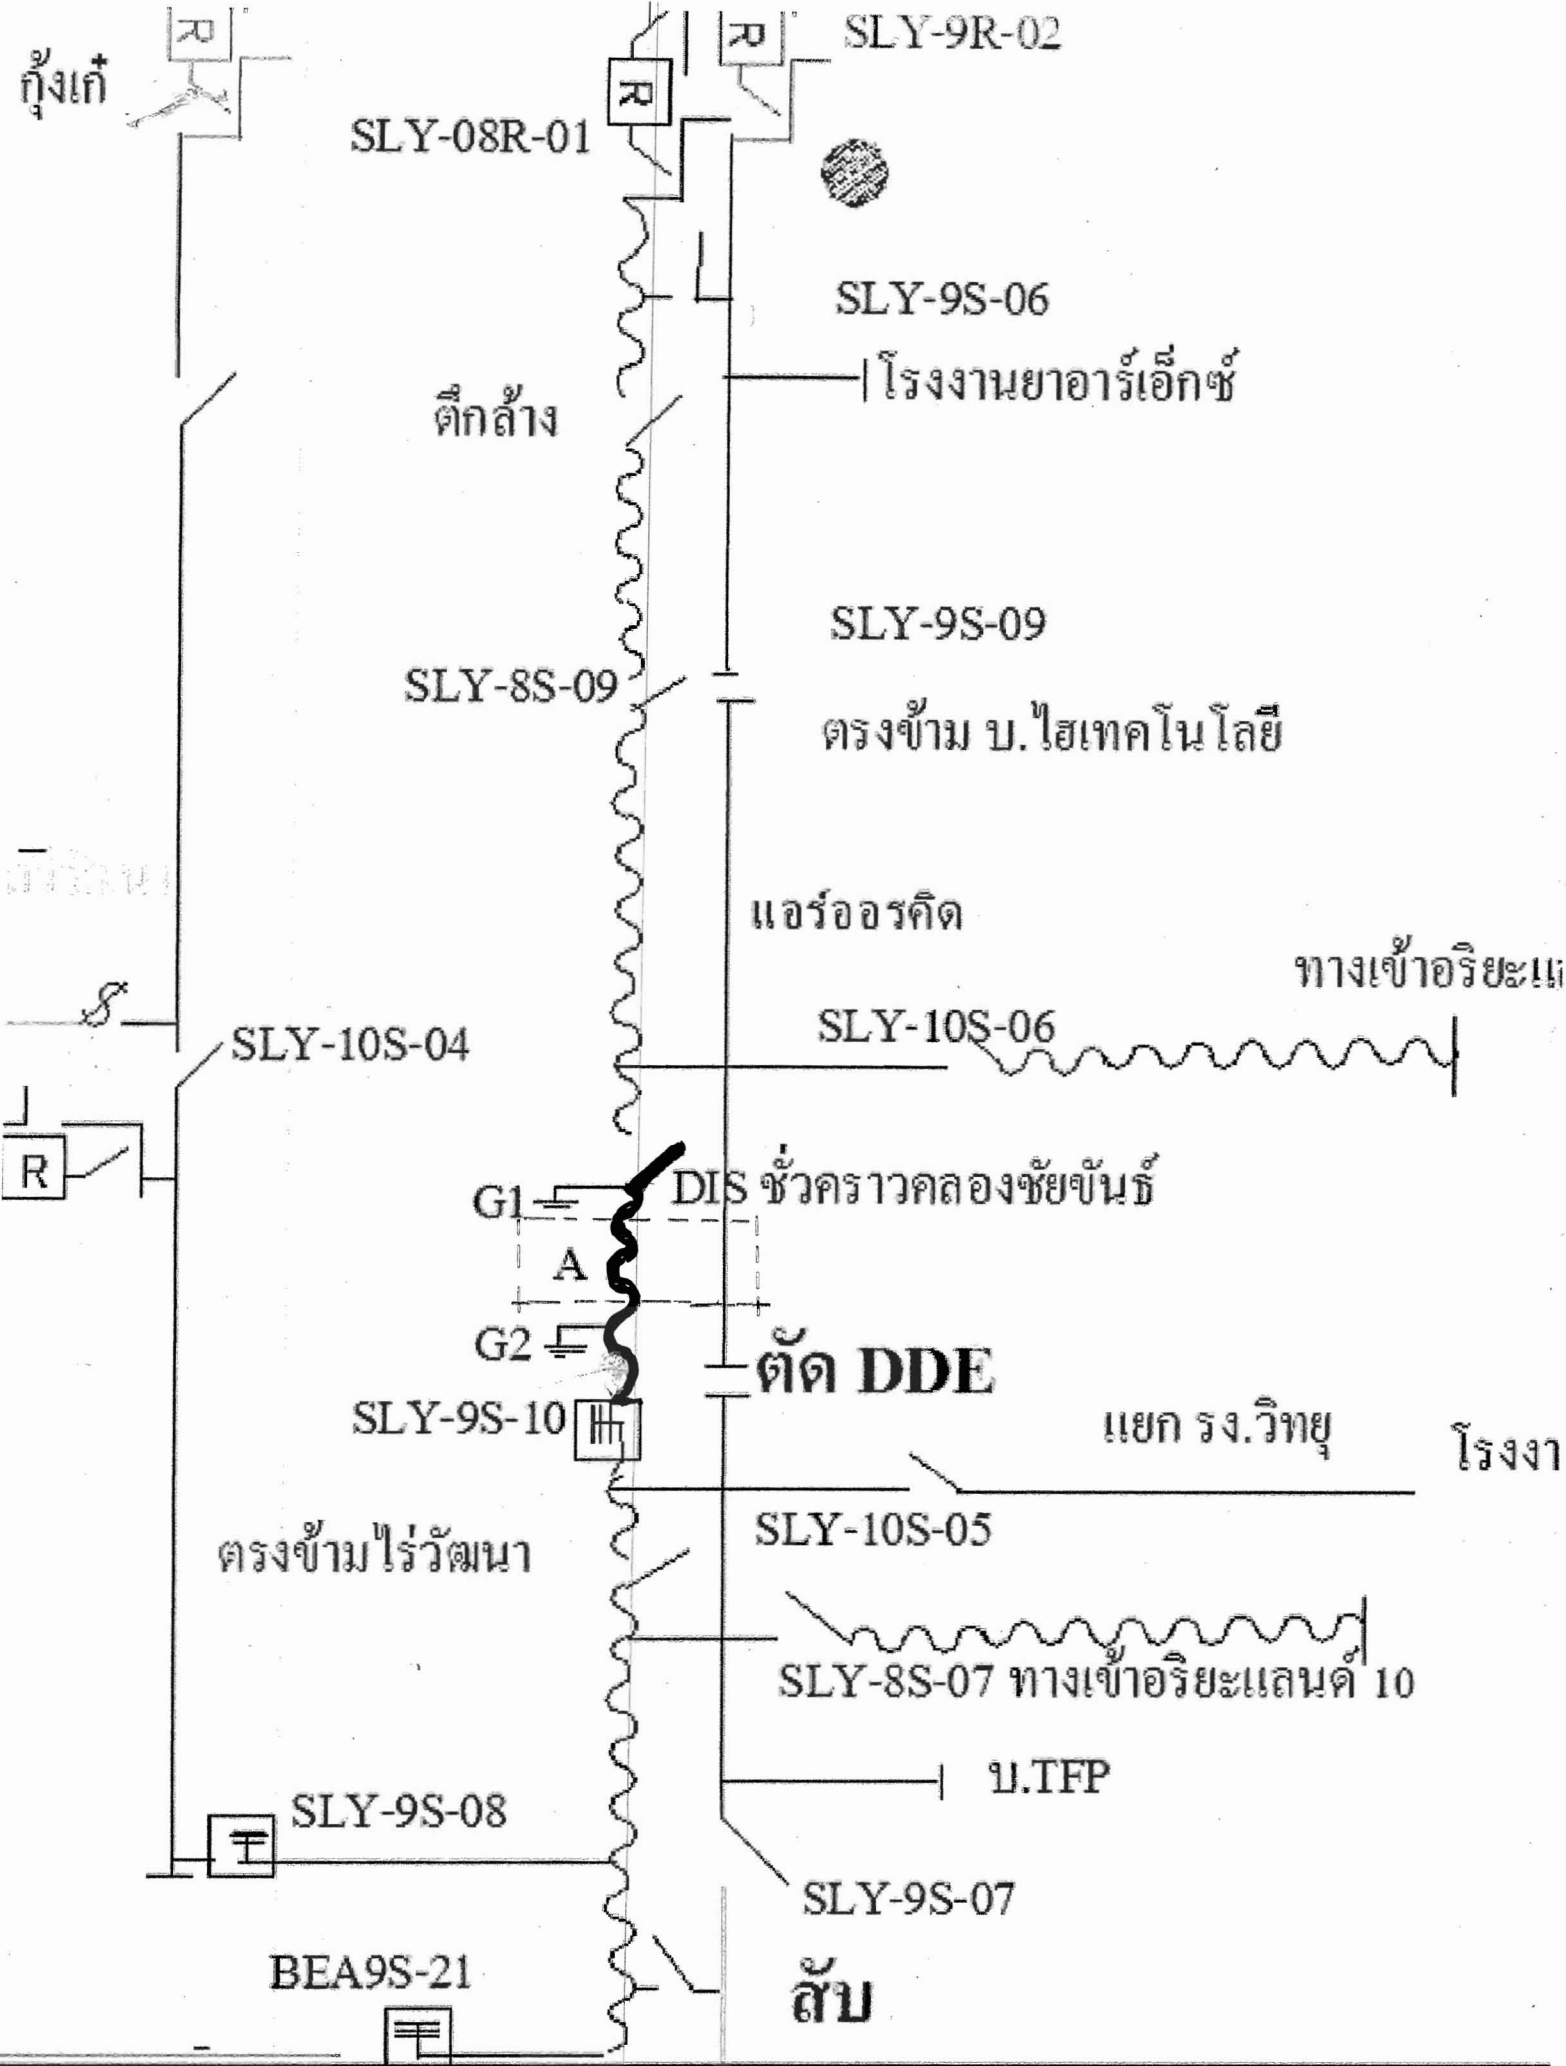 R
R
SLY-9R-02
กุ้งเก๋
R
SLY-08R-01
SLY-9S-06
โรงงานยาอาร์เอ็กซ์
ตึกล้าง
SLY-9S-09
SLY-8S-09
ตรงข้าม บ.ไฮเทคโนโลยี
แอร์ออรคิด
ทางเข้าอริยะแ
SLY-10S-06
S
SLY-10S-04
R
DIS ชั่วคราวคลองชัยขันธ์
G1
A
G2
ตัด DDE
SLY-9S-10
แยก รง.วิทยุ
โรงงา
SLY-10S-05
ตรงข้ามไร่วัฒนา
SLY-8S-07 ทางเข้าอริยะแลนด์ 10
บ.TFP
SLY-9S-08
SLY-9S-07
BEA9S-21
สับ